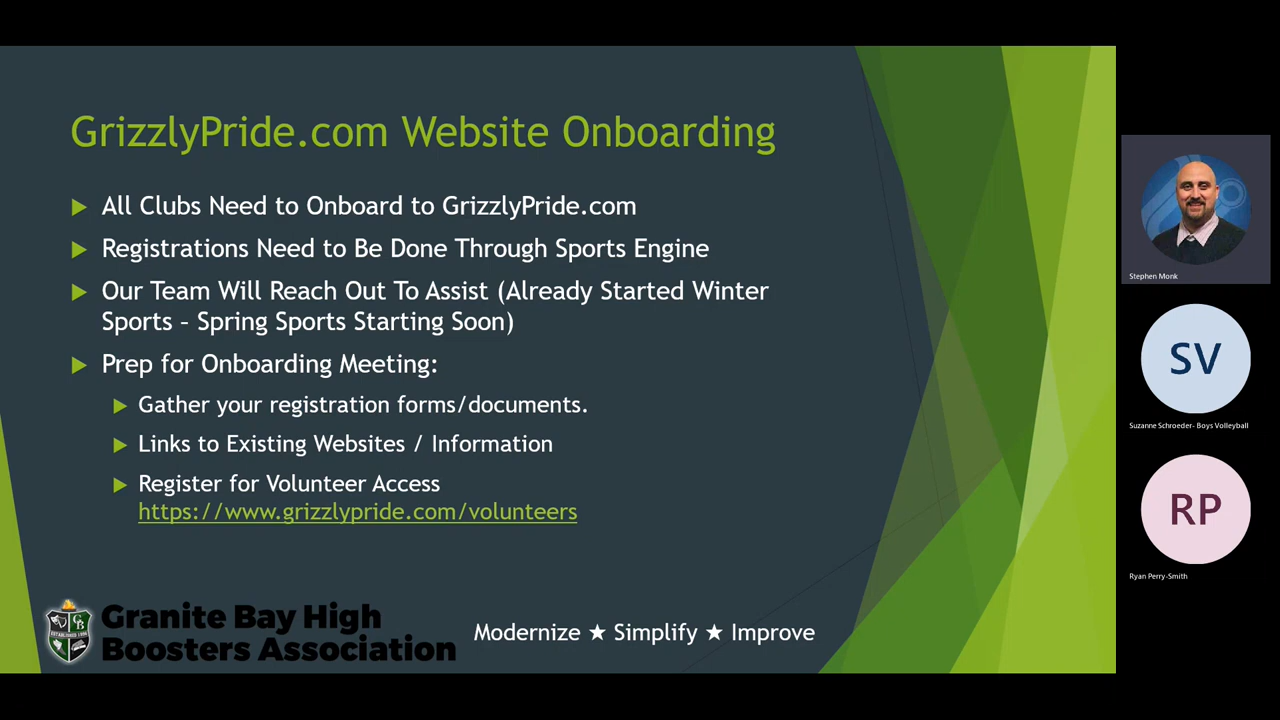 GrizzlyPride.com Website Onboarding
All Clubs Need to Onboard to GrizzlyPride.com
Registrations Need to Be Done Through Sports Engine
Our Team Will Reach Out To Assist (Already Started Winter
Sports – Spring Sports Starting Soon)
Prep for Onboarding Meeting:
Gather your registration forms/documents.
Links to Existing Websites / Information
Register for Volunteer Access
https://www.grizzlypride.com/volunteers
Granite Bay High
Boosters Association
Modernize ★ Simplify ★ Improve
Stephen Monk
SV
Suzanne Schroeder- Boys Volleyball
RP
Ryan Perry-Smith